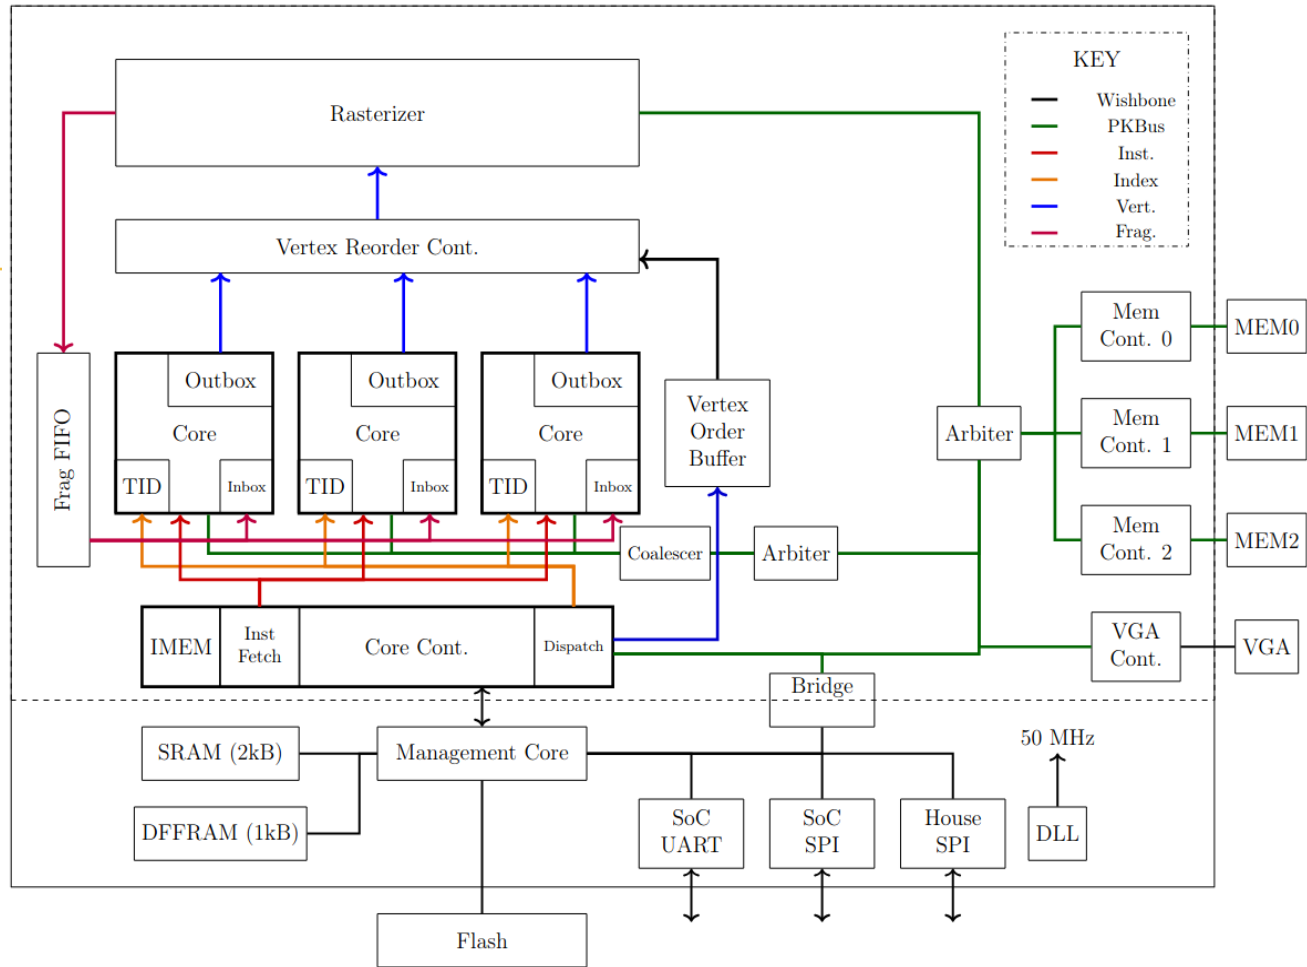 KEY
Wishbone
PKBus
Inst.
Index
Vert.
Frag.
Rasterizer
Vertex Reorder Cont.
Outbox
Core
TID
Inbox
Outbox
Core
TID
Inbox
Outbox
Core
TID
Inbox
Frag FIFO
Vertex
Order
Buffer
Arbiter
Mem
Cont. 0
MEM0
Mem
Cont. 1
MEM1
Mem
Cont. 2
MEM2
Coalescer
Arbiter
IMEM
Inst
Fetch
Core Cont.
Dispatch
VGA
Cont.
VGA
Bridge
SRAM (2kB)
Management Core
50 MHz
DFFRAM (1kB)
SoC
UART
SoC
SPI
House
SPI
DLL
Flash